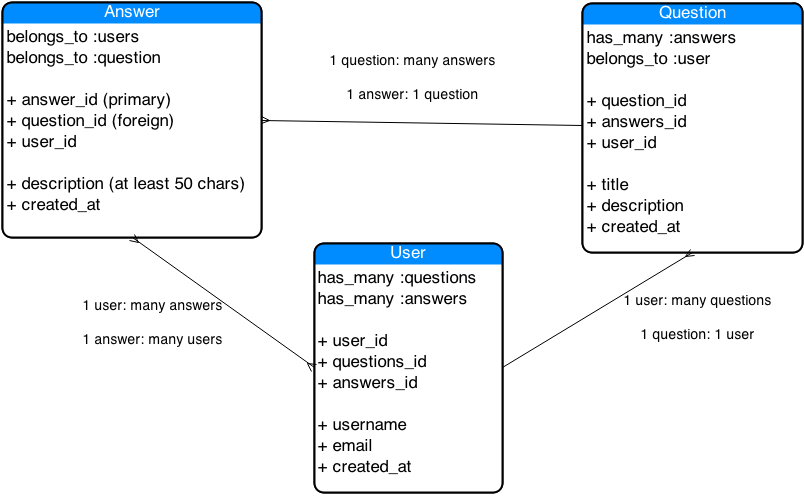 Answer
belongs_to :users
belongs_to :question
+ answer_id (primary)
+ question_id (foreign)
+ user_id
+ description (at least 50 chars)
+ created_at
1 question: many answers
1 answer: 1 question
Question
has_many :answers
belongs_to :user
+ question_id
+ answers_id
+ user_id
+ title
+ description
+ created_at
1 user: many answers
1 answer: many users
User
has_many :questions
has_many :answers
+ user_id
+ questions_id
+ answers_id
+ username
+ email
+ created_at
1 user: many questions
1 question: 1 user